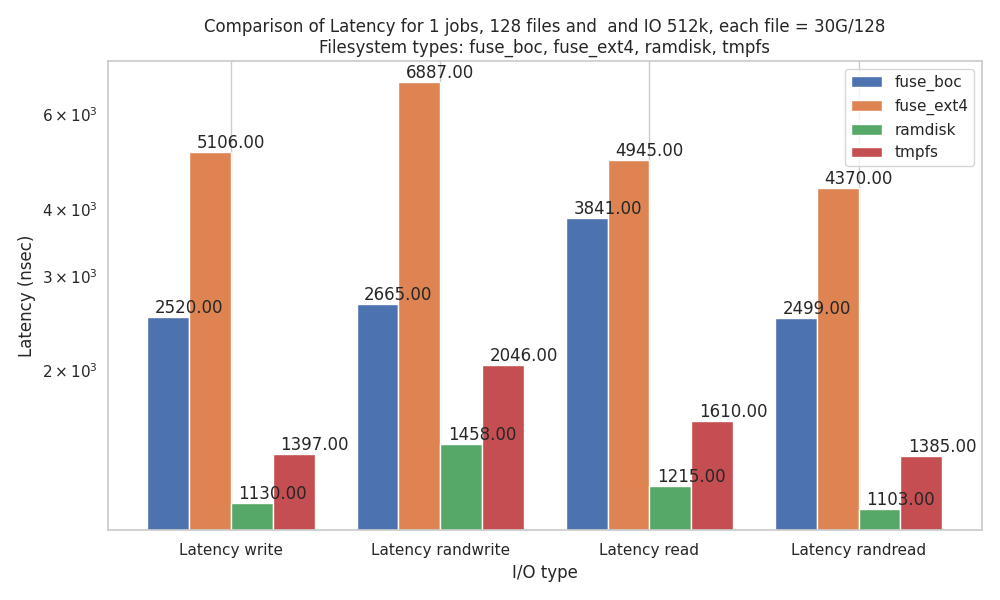 Comparison of Latency for 1 jobs, 128 files and  and IO 512k, each file = 30G/128
Filesystem types: fuse_boc, fuse_ext4, ramdisk, tmpfs
Latency (nsec)
6 × 10³
4 × 10³
3 × 10³
2 × 10³
2520.00
5106.00
1130.00
1397.00
2665.00
6887.00
1458.00
2046.00
3841.00
4945.00
1215.00
1610.00
2499.00
4370.00
1103.00
1385.00
fuse_boc
fuse_ext4
ramdisk
tmpfs
Latency write
Latency randwrite
Latency read
Latency randread
I/O type